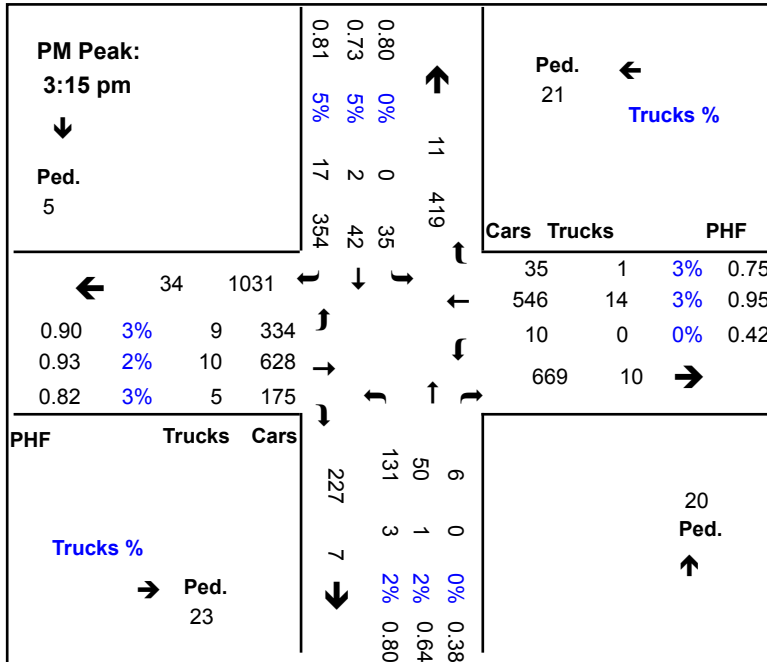 PM Peak:
3:15 pm
Ped.
5
0.81 5% 17 354
0.73 5% 2 42
0.80 0% 0 35
11 419
Ped.
21
Trucks %
Cars Trucks PHF
35 1 3% 0.75
546 14 3% 0.95
10 0 0% 0.42
669 10
34 1031
0.90 3% 9 334
0.93 2% 10 628
0.82 3% 5 175
PHF Trucks Cars
Trucks %
Ped.
23
227 7
131 3 2% 0.80
50 1 2% 0.64
6 0 0% 0.38
20
Ped.